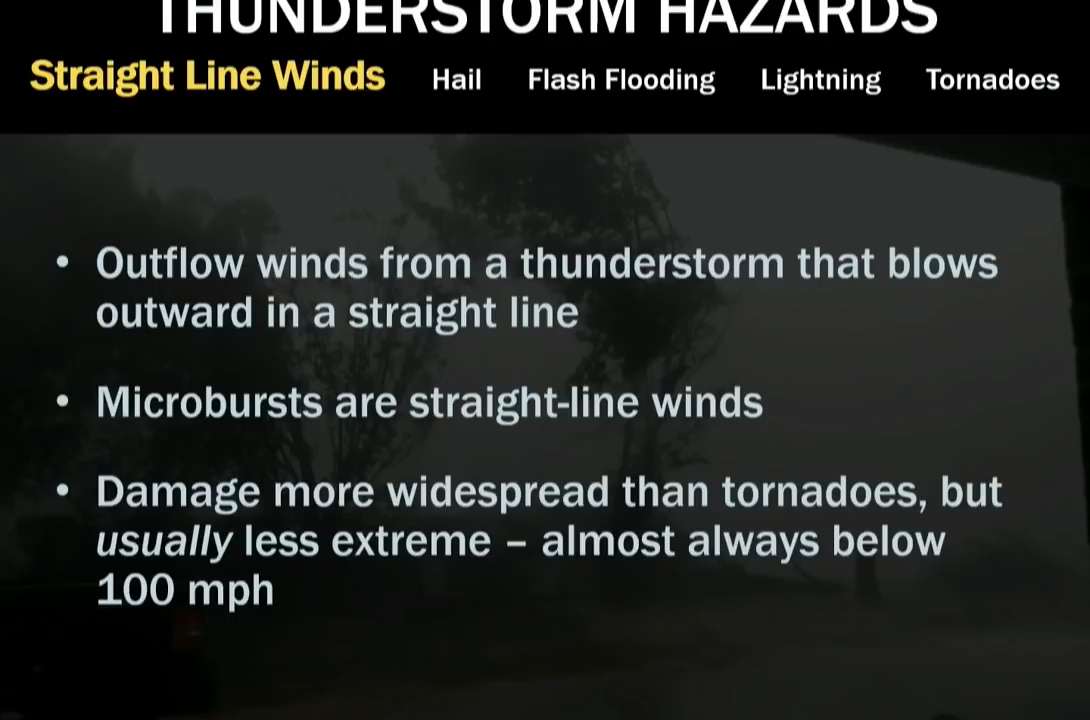 THUNDERSTORM HAZARDS
Straight Line Winds Hail Flash Flooding Lightning Tornadoes
• Outflow winds from a thunderstorm that blows
outward in a straight line
• Microbursts are straight-line winds
• Damage more widespread than tornadoes, but
usually less extreme – almost always below
100 mph